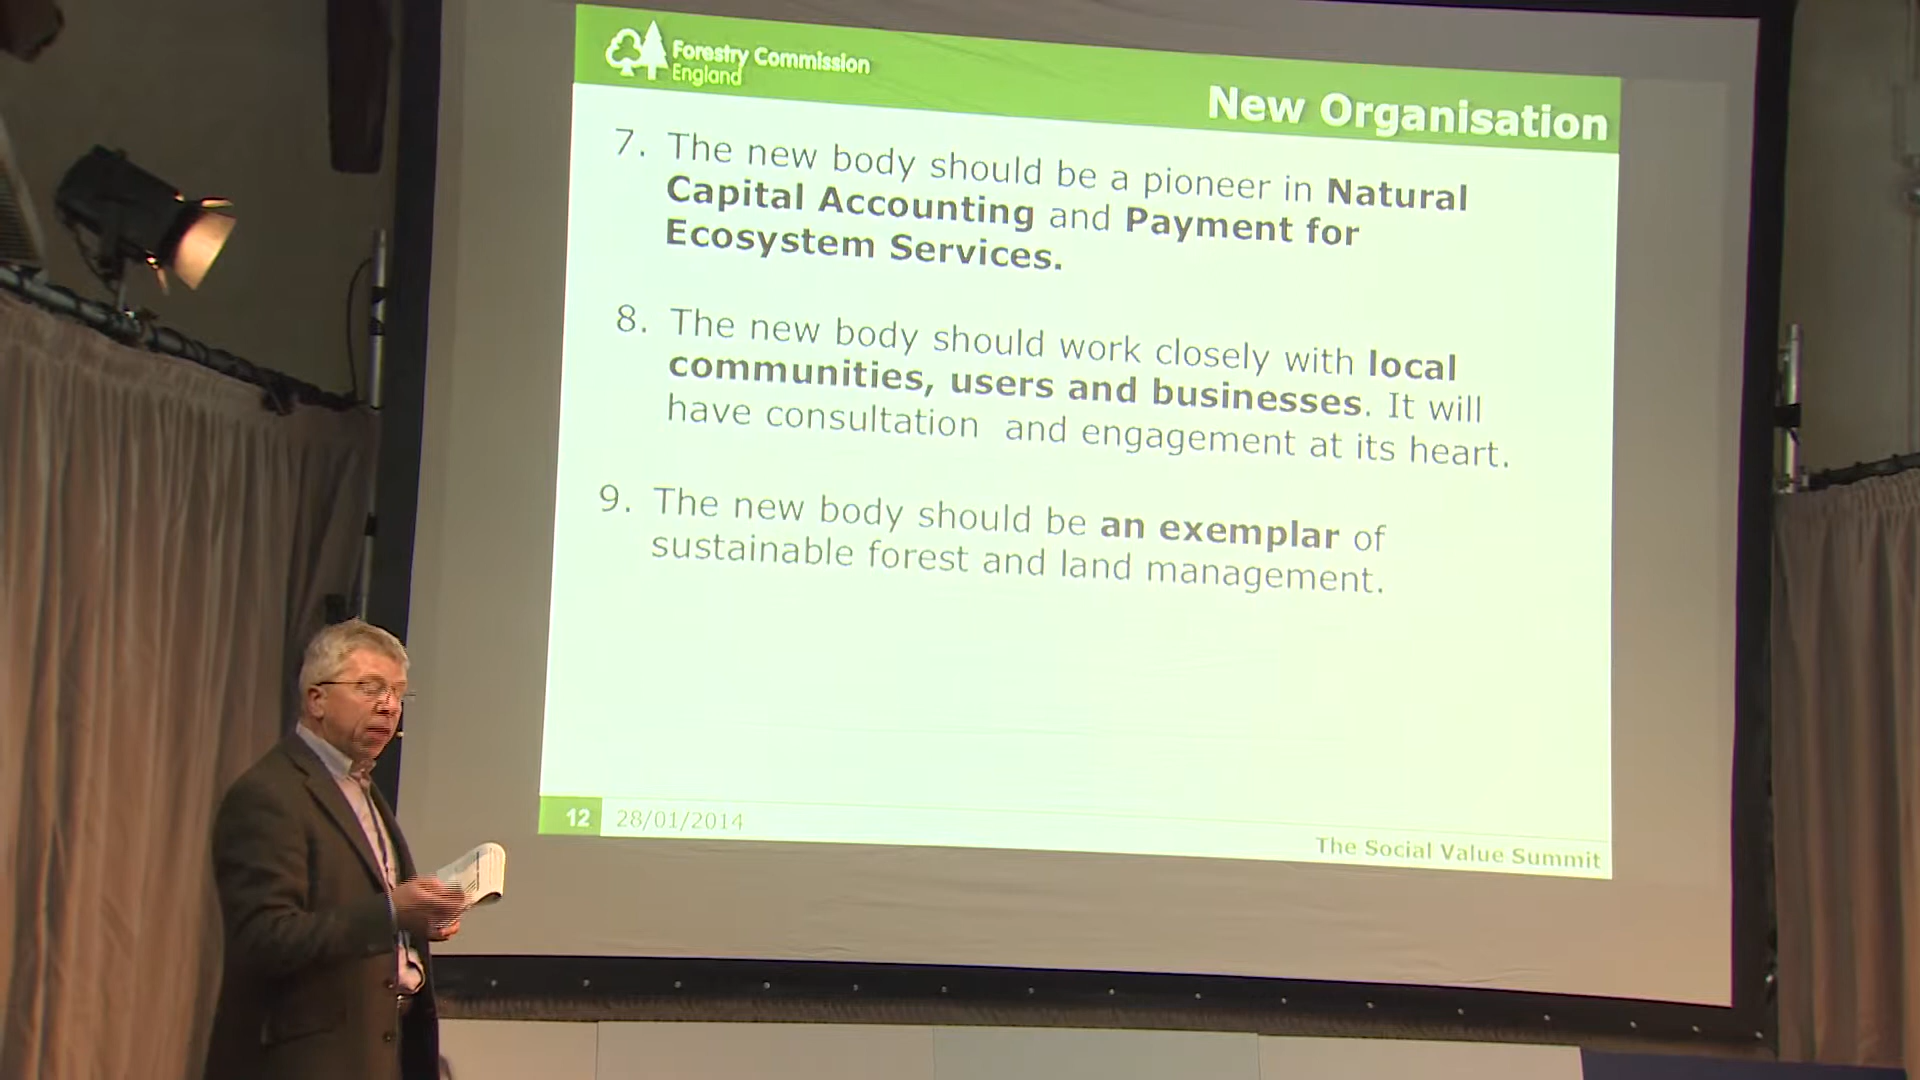 Forestry Commission
England
New Organisation
7. The new body should be a pioneer in Natural
Capital Accounting and Payment for
Ecosystem Services.
8. The new body should work closely with local
communities, users and businesses. It will
have consultation and engagement at its heart.
9. The new body should be an exemplar of
sustainable forest and land management.
12 28/01/2014
The Social Value Summit